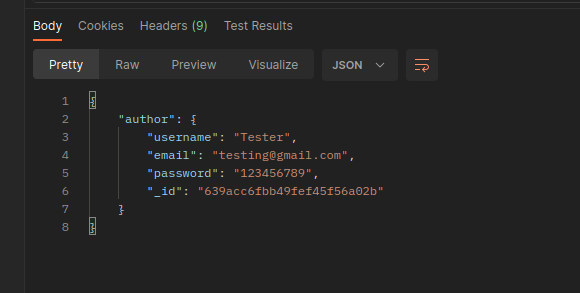 Body Cookies Headers (9) Test Results
Pretty Raw Preview Visualize JSON
1 {
2 "author": {
3 "username": "Tester",
4 "email": "testing@gmail.com",
5 "password": "123456789",
6 "_id": "639acc6fbb49fef45f56a02b"
7 }
8 }